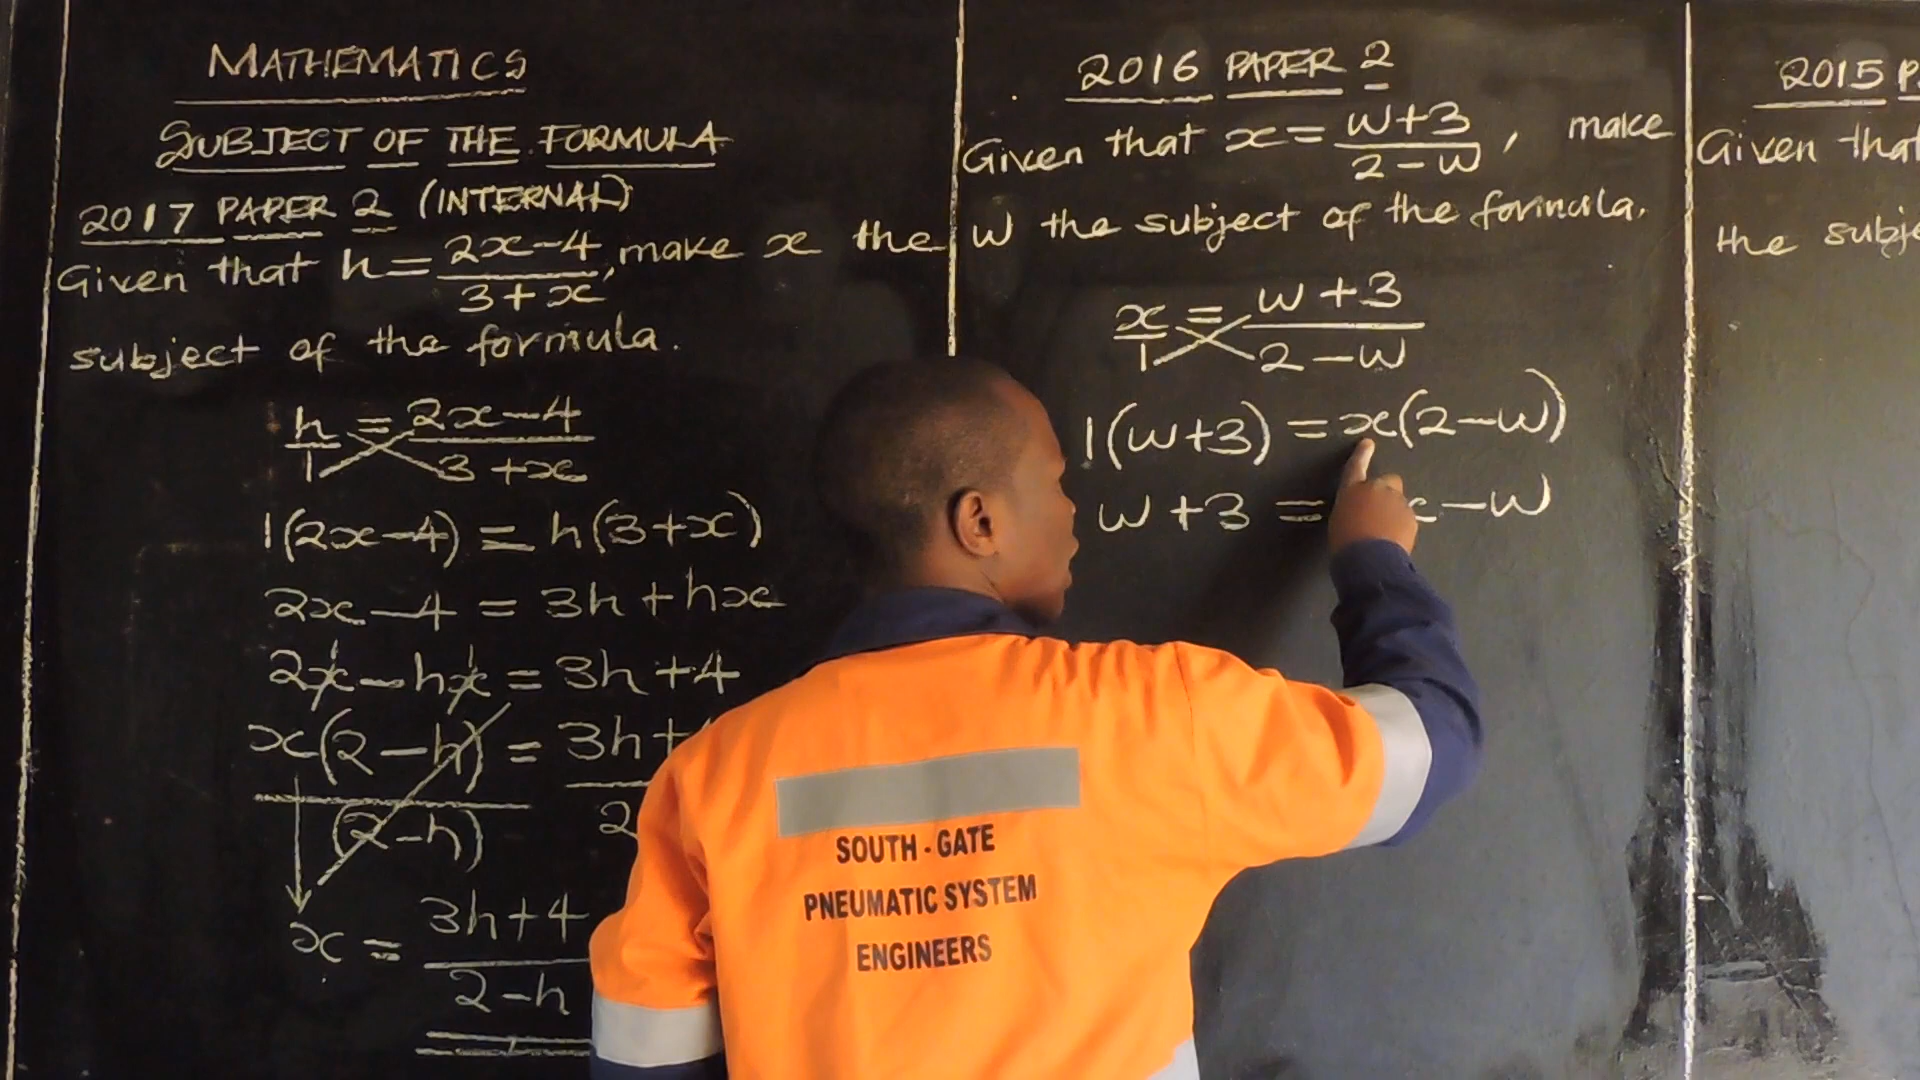 MATHEMATICS
SUBJECT OF THE FORMULA
2017 PAPER 2 (INTERNAL)
Given that h = (2x-4)/(3+x), make x the
subject of the formula.
h/1 = (2x-4)/(3+x)
1(2x-4) = h(3+x)
2x-4 = 3h+hx
2x-hx = 3h+4
x(2-h) = 3h+
(2-h) 2
x = (3h+4)/(2-h)
2016 PAPER 2
Given that x = (w+3)/(2-w), make
w the subject of the formula.
x/1 = (w+3)/(2-w)
1(w+3) = x(2-w)
w+3 = -w
2015
Given that
the
SOUTH - GATE
PNEUMATIC SYSTEM
ENGINEERS